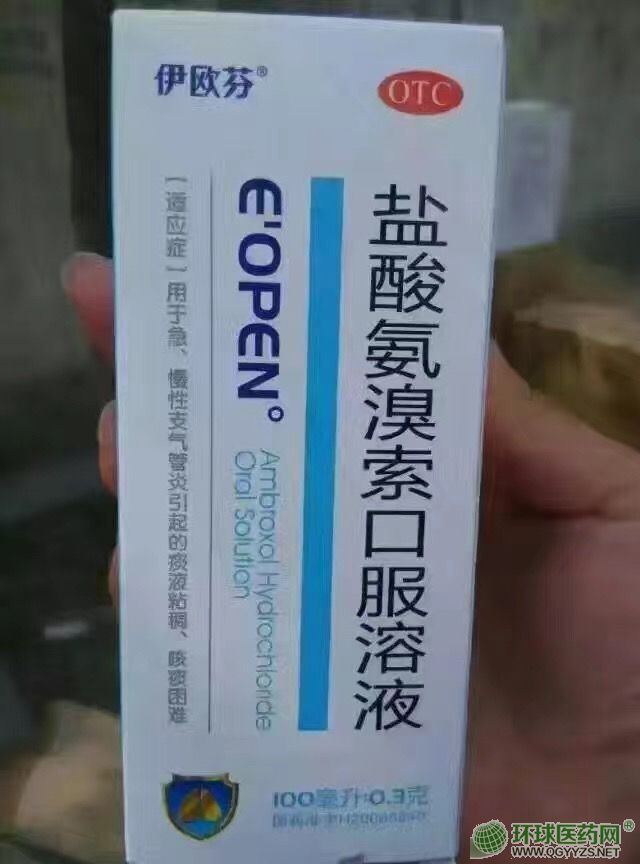 伊欧芬®
OTC
盐酸氨溴索口服溶液
E'OPEN
Ambroxol Hydrochloride
Oral Solution
[适应症]用于急、慢性支气管炎引起的痰液粘稠、咳痰困难
100毫升:0.3克
环球医药网®
www.QGYYZS.NET